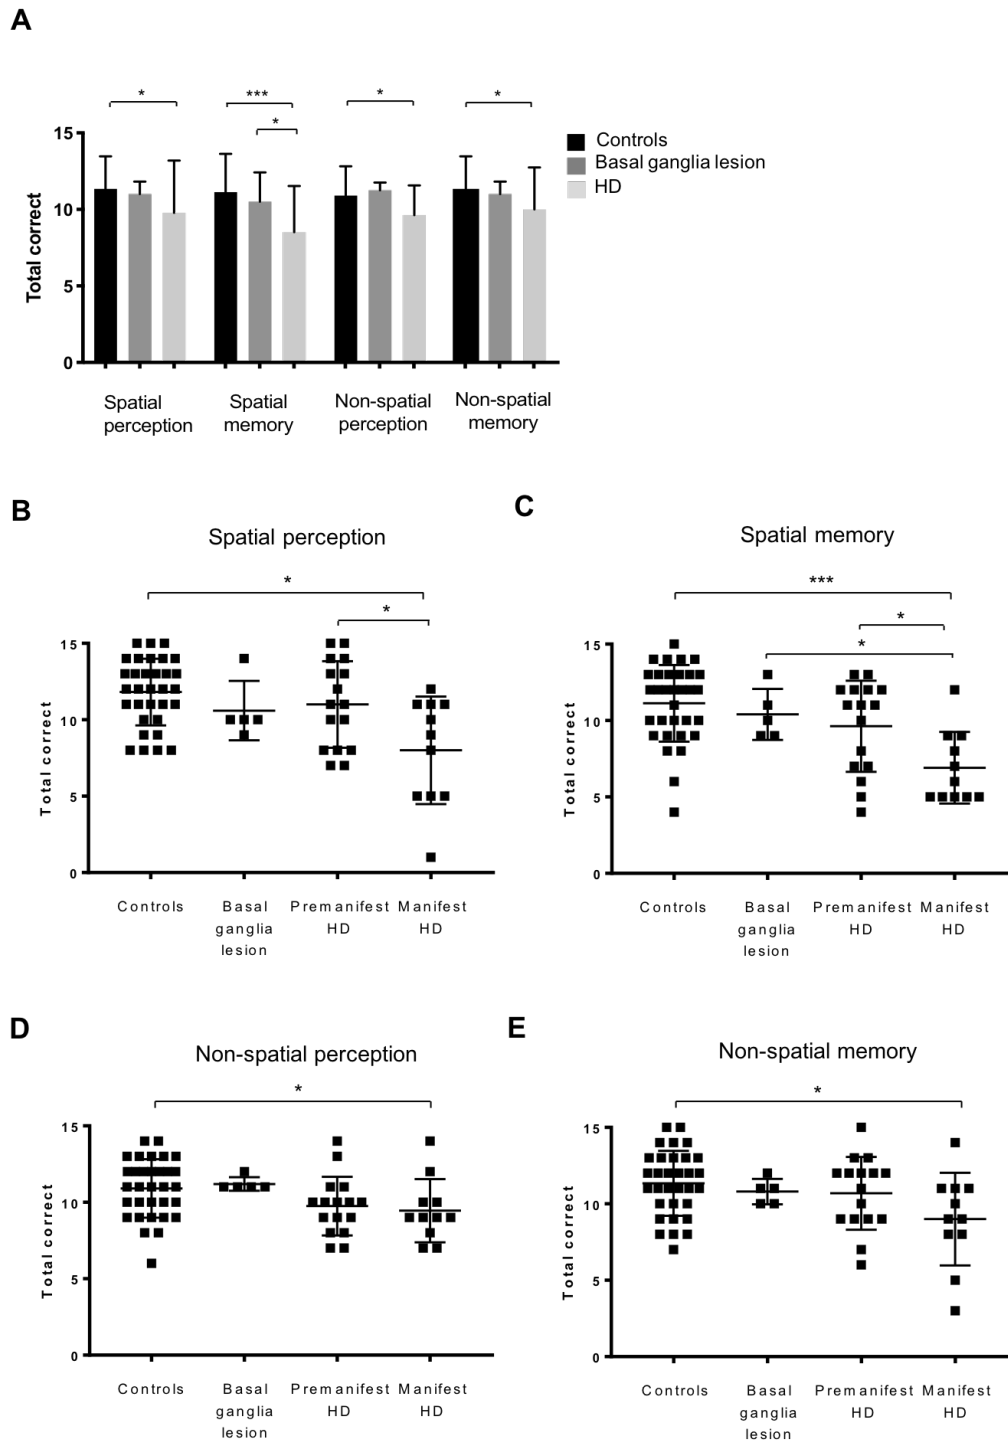 A
* *** * *
*
15
10
5
0
Total correct
Controls
Basal ganglia lesion
HD
Spatial
perception
Spatial
memory
Non-spatial
perception
Non-spatial
memory
B
Spatial perception
*
*
15
10
5
0
Total correct
Controls
Basal
ganglia
lesion
Premanifest
HD
Manifest
HD
C
Spatial memory
***
*
*
15
10
5
0
Total correct
Controls
Basal
ganglia
lesion
Premanifest
HD
Manifest
HD
D
Non-spatial perception
*
15
10
5
0
Total correct
Controls
Basal
ganglia
lesion
Premanifest
HD
Manifest
HD
E
Non-spatial memory
*
15
10
5
0
Total correct
Controls
Basal
ganglia
lesion
Premanifest
HD
Manifest
HD